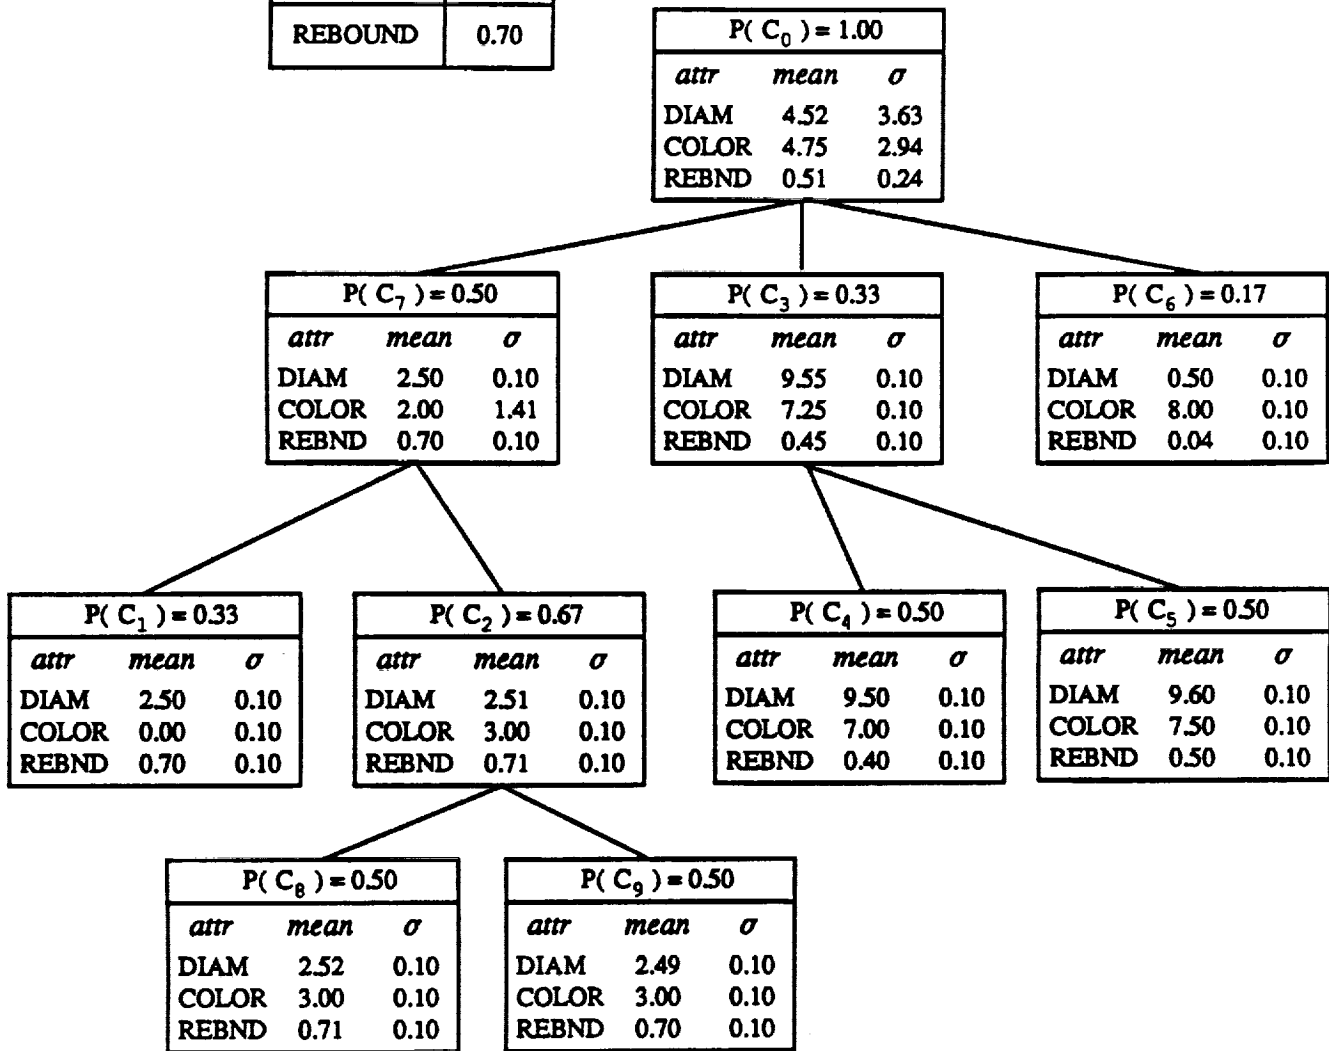 REBOUND 0.70
P( C0 ) = 1.00
attr mean σ
DIAM 4.52 3.63
COLOR 4.75 2.94
REBND 0.51 0.24
P( C7 ) = 0.50
attr mean σ
DIAM 2.50 0.10
COLOR 2.00 1.41
REBND 0.70 0.10
P( C3 ) = 0.33
attr mean σ
DIAM 9.55 0.10
COLOR 7.25 0.10
REBND 0.45 0.10
P( C6 ) = 0.17
attr mean σ
DIAM 0.50 0.10
COLOR 8.00 0.10
REBND 0.04 0.10
P( C1 ) = 0.33
attr mean σ
DIAM 2.50 0.10
COLOR 0.00 0.10
REBND 0.70 0.10
P( C2 ) = 0.67
attr mean σ
DIAM 2.51 0.10
COLOR 3.00 0.10
REBND 0.71 0.10
P( C4 ) = 0.50
attr mean σ
DIAM 9.50 0.10
COLOR 7.00 0.10
REBND 0.40 0.10
P( C5 ) = 0.50
attr mean σ
DIAM 9.60 0.10
COLOR 7.50 0.10
REBND 0.50 0.10
P( C8 ) = 0.50
attr mean σ
DIAM 2.52 0.10
COLOR 3.00 0.10
REBND 0.71 0.10
P( C9 ) = 0.50
attr mean σ
DIAM 2.49 0.10
COLOR 3.00 0.10
REBND 0.70 0.10